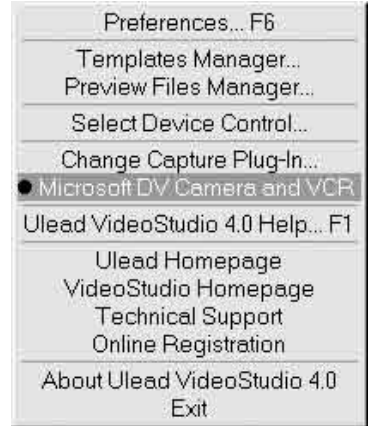 Preferences... F6
Templates Manager...
Preview Files Manager...
Select Device Control...
Change Capture Plug-In...
Microsoft DV Camera and VCR
Ulead VideoStudio 4.0 Help... F1
Ulead Homepage
VideoStudio Homepage
Technical Support
Online Registration
About Ulead VideoStudio 4.0
Exit